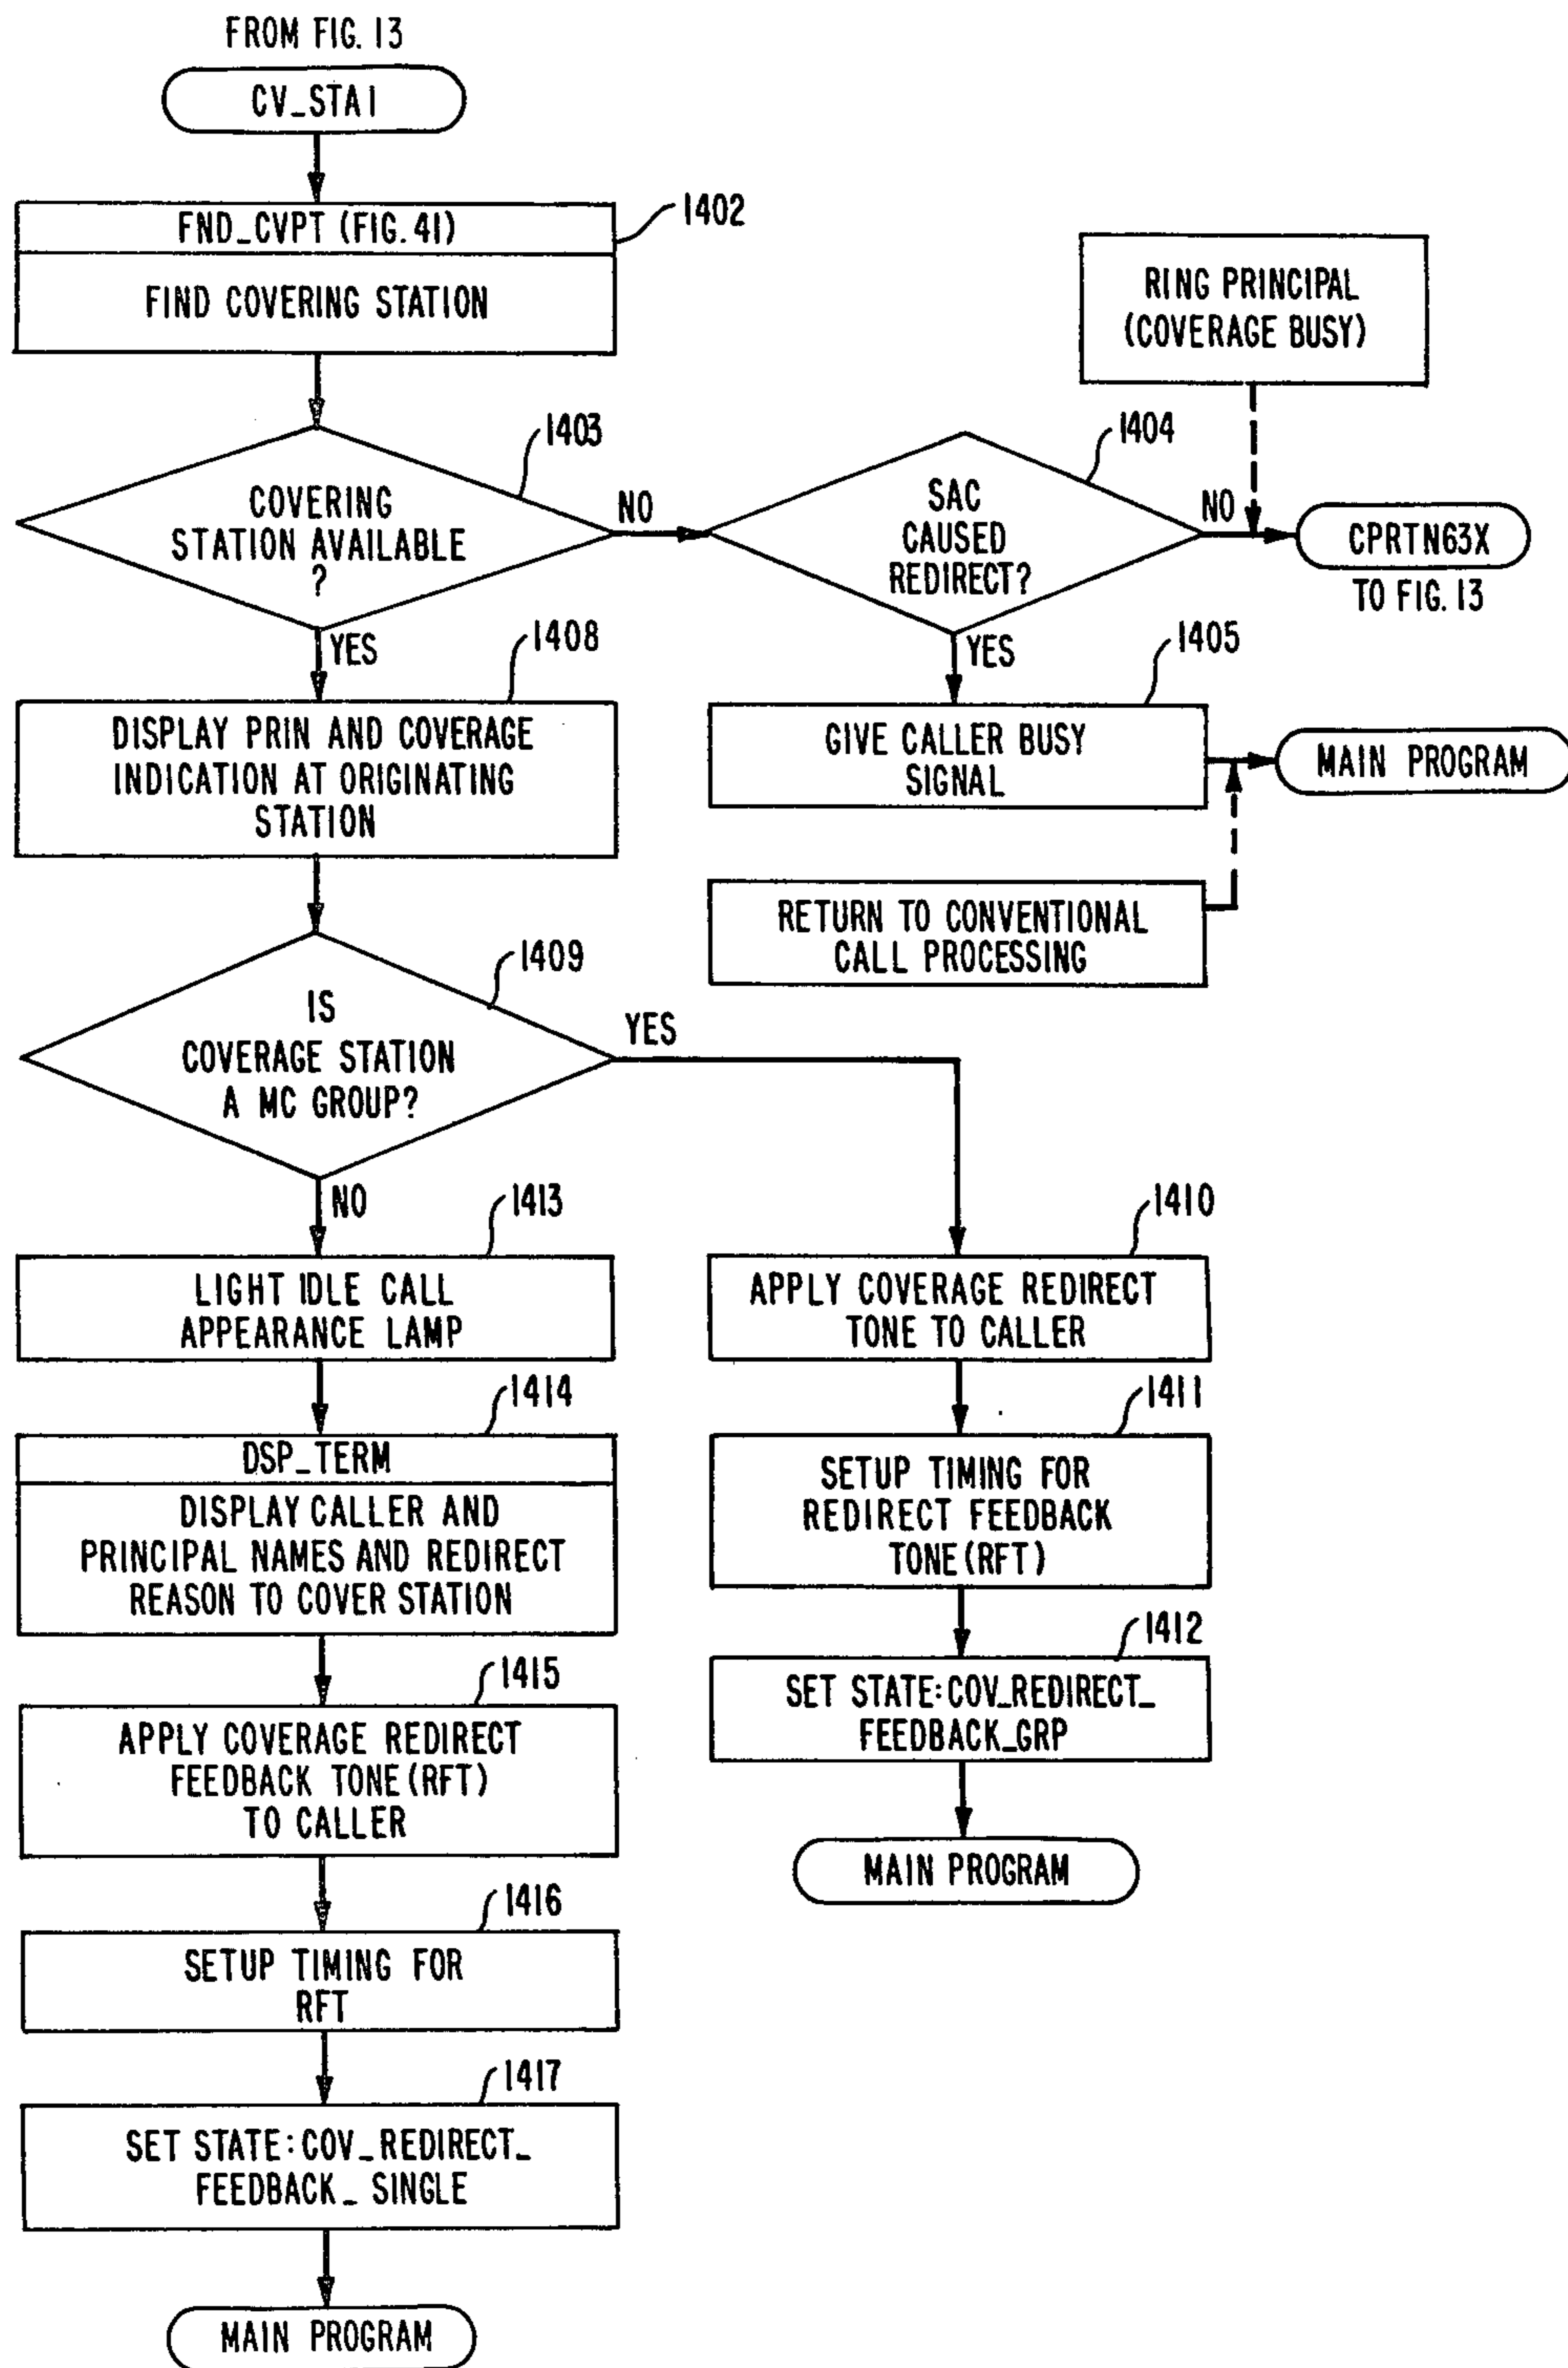 FROM FIG. 13
CV_STA1
FND_CVPT (FIG. 41)
1402
FIND COVERING STATION
RING PRINCIPAL
(COVERAGE BUSY)
1403
COVERING
STATION AVAILABLE
?
NO
1404
SAC
CAUSED
REDIRECT?
NO
CPRTN63X
TO FIG. 13
YES
1408
DISPLAY PRIN AND COVERAGE
INDICATION AT ORIGINATING
STATION
YES
1405
GIVE CALLER BUSY
SIGNAL
MAIN PROGRAM
RETURN TO CONVENTIONAL
CALL PROCESSING
1409
IS
COVERAGE STATION
A MC GROUP?
YES
NO
1413
LIGHT IDLE CALL
APPEARANCE LAMP
1410
APPLY COVERAGE REDIRECT
TONE TO CALLER
1414
DSP_TERM
DISPLAY CALLER AND
PRINCIPAL NAMES AND REDIRECT
REASON TO COVER STATION
1411
SETUP TIMING FOR
REDIRECT FEEDBACK
TONE (RFT)
1415
APPLY COVERAGE REDIRECT
FEEDBACK TONE (RFT)
TO CALLER
1412
SET STATE: COV_REDIRECT_
FEEDBACK_GRP
MAIN PROGRAM
1416
SETUP TIMING FOR
RFT
1417
SET STATE: COV_REDIRECT_
FEEDBACK_ SINGLE
MAIN PROGRAM